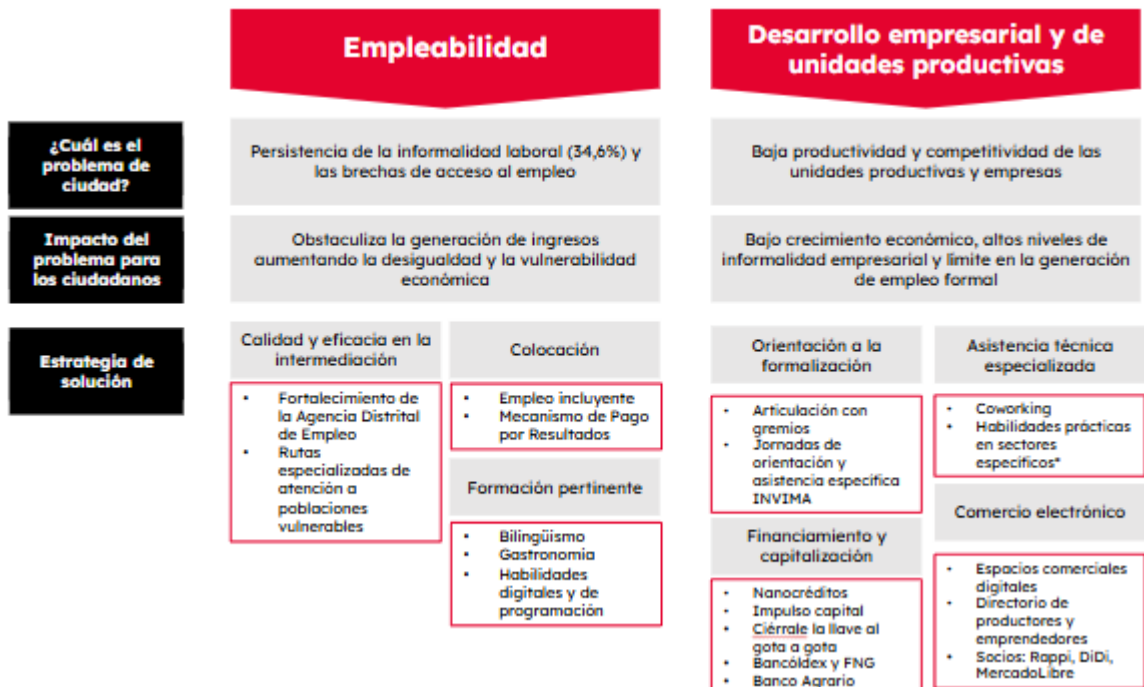 Empleabilidad
Desarrollo empresarial y de
unidades productivas
¿Cuál es el
problema de
ciudad?
Persistencia de la informalidad laboral (34,6%) y
las brechas de acceso al empleo
Baja productividad y competitividad de las
unidades productivas y empresas
Impacto del
problema para
los ciudadanos
Obstaculiza la generación de ingresos
aumentando la desigualdad y la vulnerabilidad
económica
Bajo crecimiento económico, altos niveles de
informalidad empresarial y límite en la generación
de empleo formal
Estrategia de
solución
Calidad y eficacia en la
intermediación
• Fortalecimiento de
la Agencia Distrital
de Empleo
• Rutas
especializadas de
atención a
poblaciones
vulnerables
Colocación
• Empleo incluyente
• Mecanismo de Pago
por Resultados
Formación pertinente
• Bilingüismo
• Gastronomía
• Habilidades
digitales y de
programación
Orientación a la
formalización
• Articulación con
gremios
• Jornadas de
orientación y
asistencia específica
INVIMA
Financiamiento y
capitalización
• Nanocréditos
• Impulso capital
• Ciérrale la llave al
gota a gota
• Bancóldex y FNG
• Banco Agrario
Asistencia técnica
especializada
• Coworking
• Habilidades prácticas
en sectores
específicos*
Comercio electrónico
• Espacios comerciales
digitales
• Directorio de
productores y
emprendedores
• Socios: Rappi, DiDi,
MercadoLibre